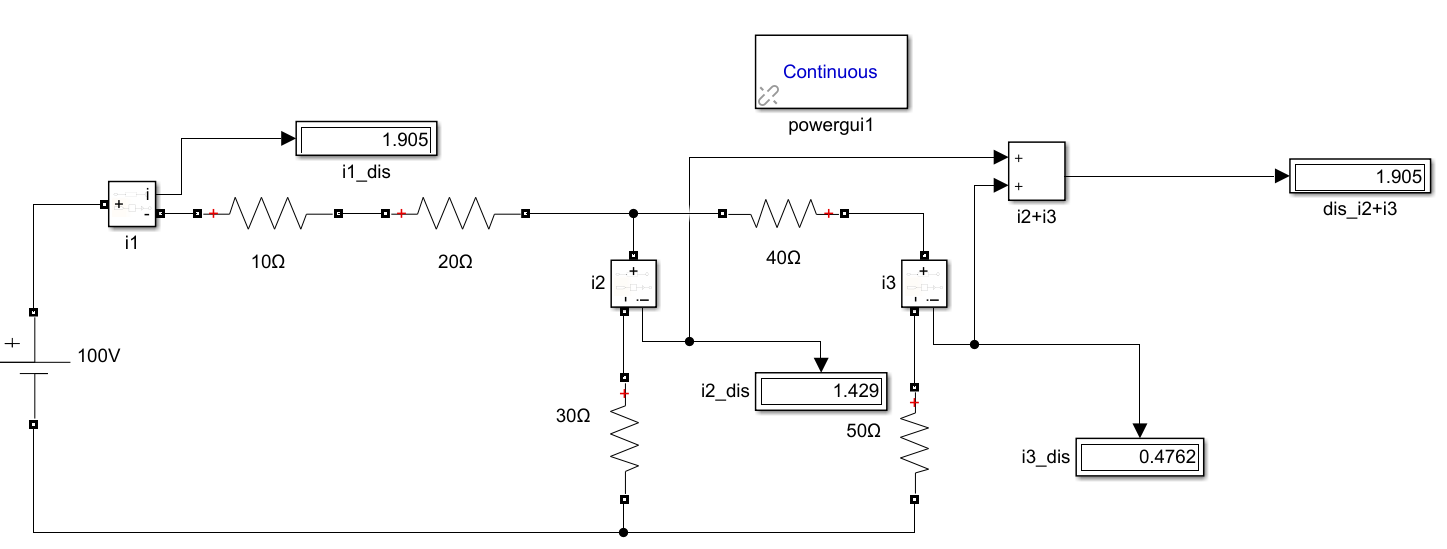 Continuous
powergui1
1.905
i1_dis
+
i
-
i1
+
+
10Ω
20Ω
+
40Ω
+
+
i2+i3
1.905
dis_i2+i3
i2
+
-
i
i3
+
-
i
+
100V
i2_dis
1.429
+
30Ω
+
50Ω
i3_dis
0.4762